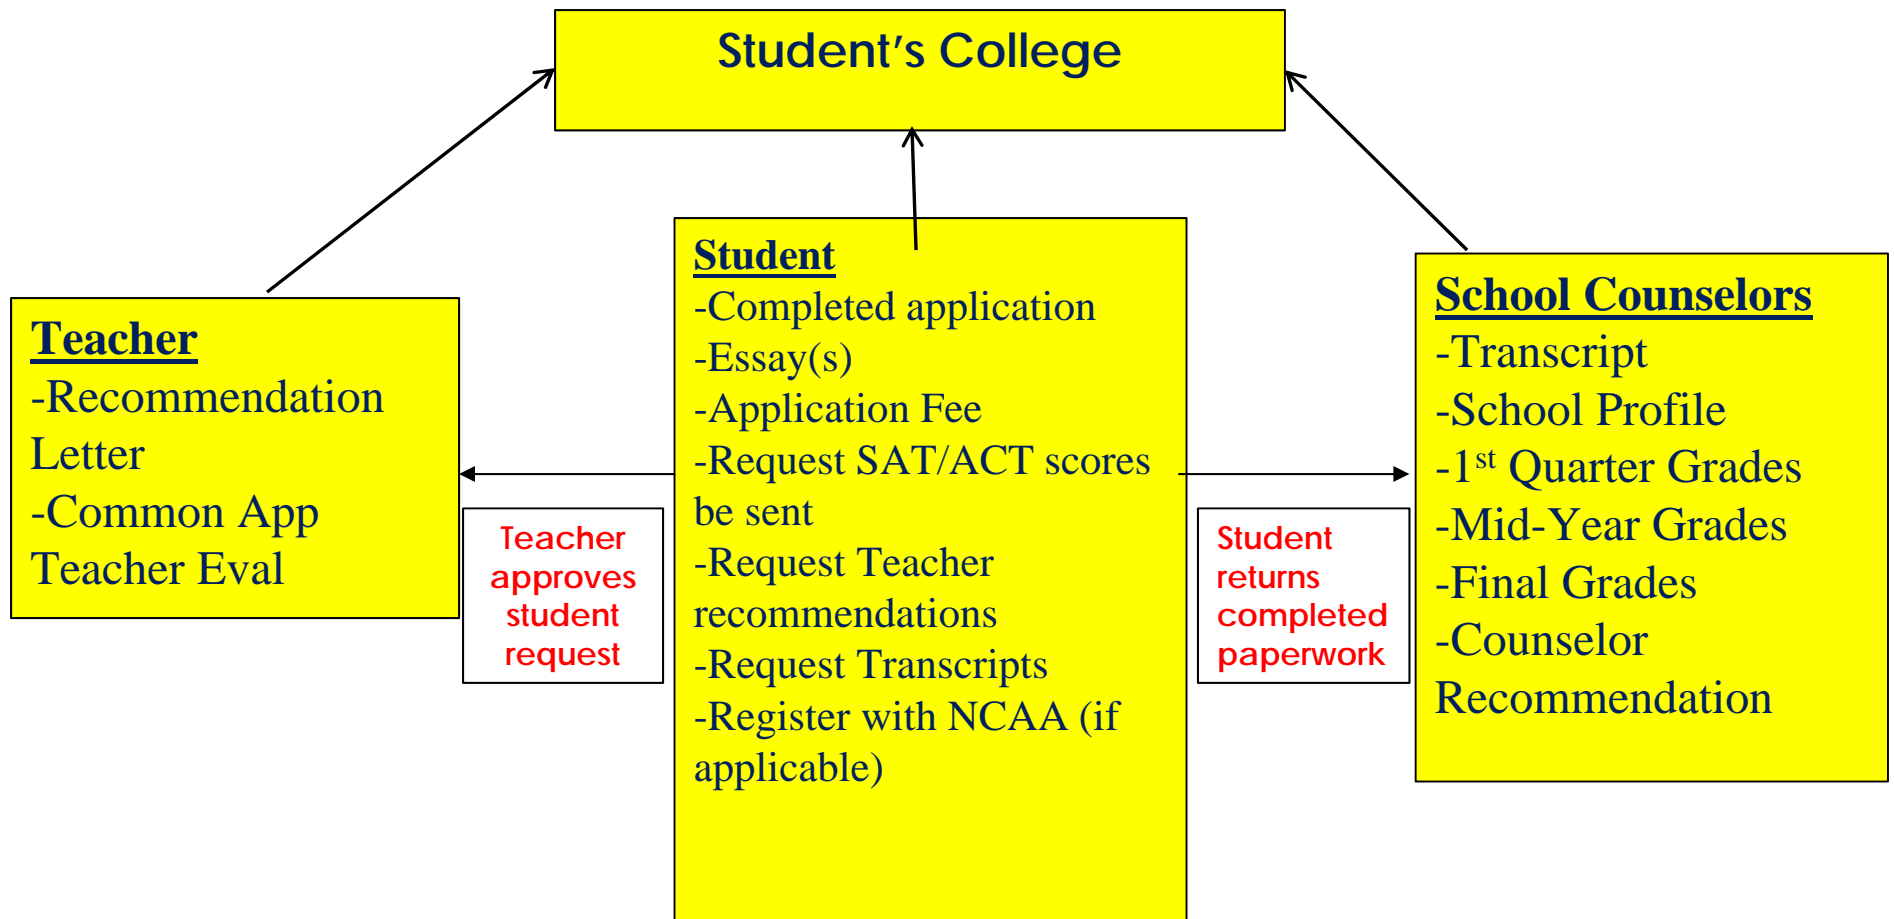 Student's College
Teacher
-Recommendation
Letter
-Common App
Teacher Eval
Teacher
approves
student
request
Student
-Completed application
-Essay(s)
-Application Fee
-Request SAT/ACT scores
be sent
-Request Teacher
recommendations
-Request Transcripts
-Register with NCAA (if
applicable)
Student
returns
completed
paperwork
School Counselors
-Transcript
-School Profile
-1st Quarter Grades
-Mid-Year Grades
-Final Grades
-Counselor
Recommendation